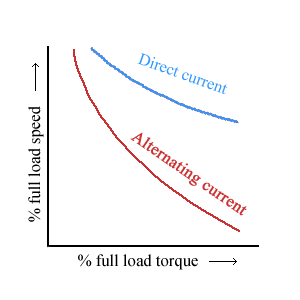 Direct current
Alternating current
% full load speed
% full load torque